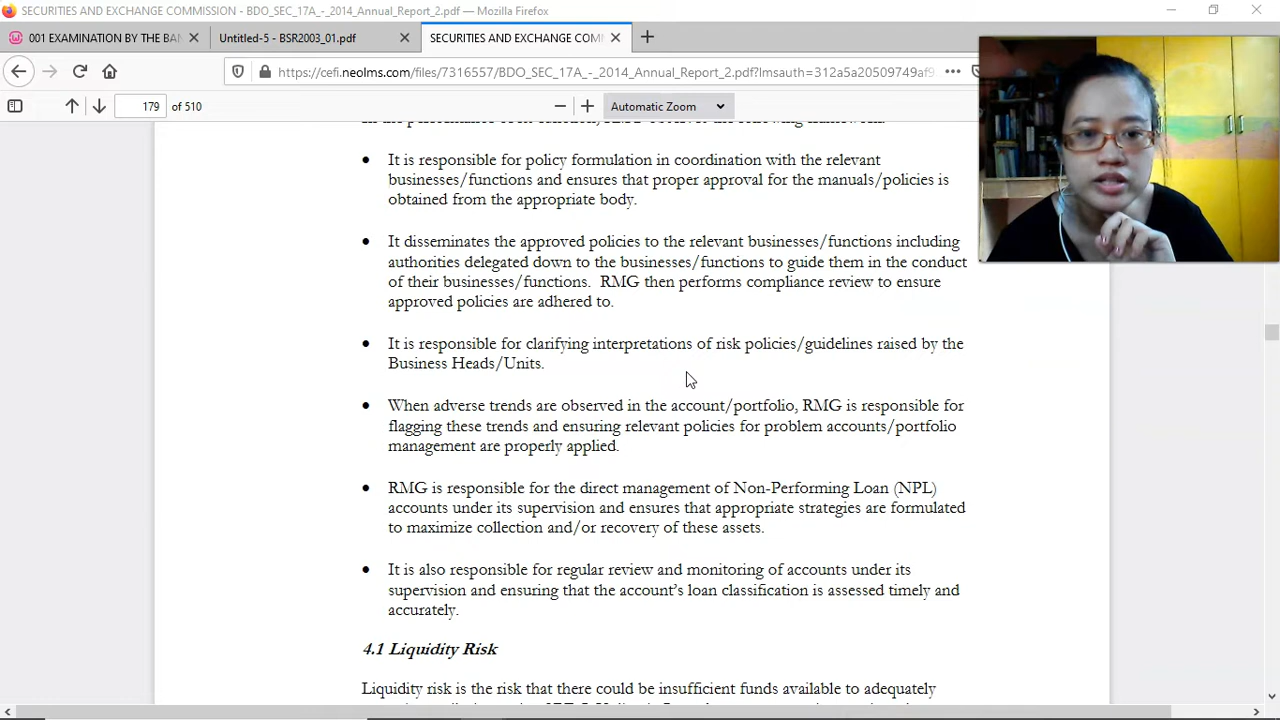 SECURITIES AND EXCHANGE COMMISSION - BDO_SEC_17A_-_2014_Annual_Report_2.pdf — Mozilla Firefox
001 EXAMINATION BY THE BA
Untitled-5 - BSR2003_01.pdf
SECURITIES AND EXCHANGE COM
https://cefi.neolms.com/files/7316557/BDO_SEC_17A_-_2014_Annual_Report_2.pdf?lmsauth=312a5a20509749af9
179 of 510
Automatic Zoom
• It is responsible for policy formulation in coordination with the relevant
businesses/functions and ensures that proper approval for the manuals/policies is
obtained from the appropriate body.
• It disseminates the approved policies to the relevant businesses/functions including
authorities delegated down to the businesses/functions to guide them in the conduct
of their businesses/functions. RMG then performs compliance review to ensure
approved policies are adhered to.
• It is responsible for clarifying interpretations of risk policies/guidelines raised by the
Business Heads/Units.
• When adverse trends are observed in the account/portfolio, RMG is responsible for
flagging these trends and ensuring relevant policies for problem accounts/portfolio
management are properly applied.
• RMG is responsible for the direct management of Non-Performing Loan (NPL)
accounts under its supervision and ensures that appropriate strategies are formulated
to maximize collection and/or recovery of these assets.
• It is also responsible for regular review and monitoring of accounts under its
supervision and ensuring that the account's loan classification is assessed timely and
accurately.
4.1 Liquidity Risk
Liquidity risk is the risk that there could be insufficient funds available to adequately